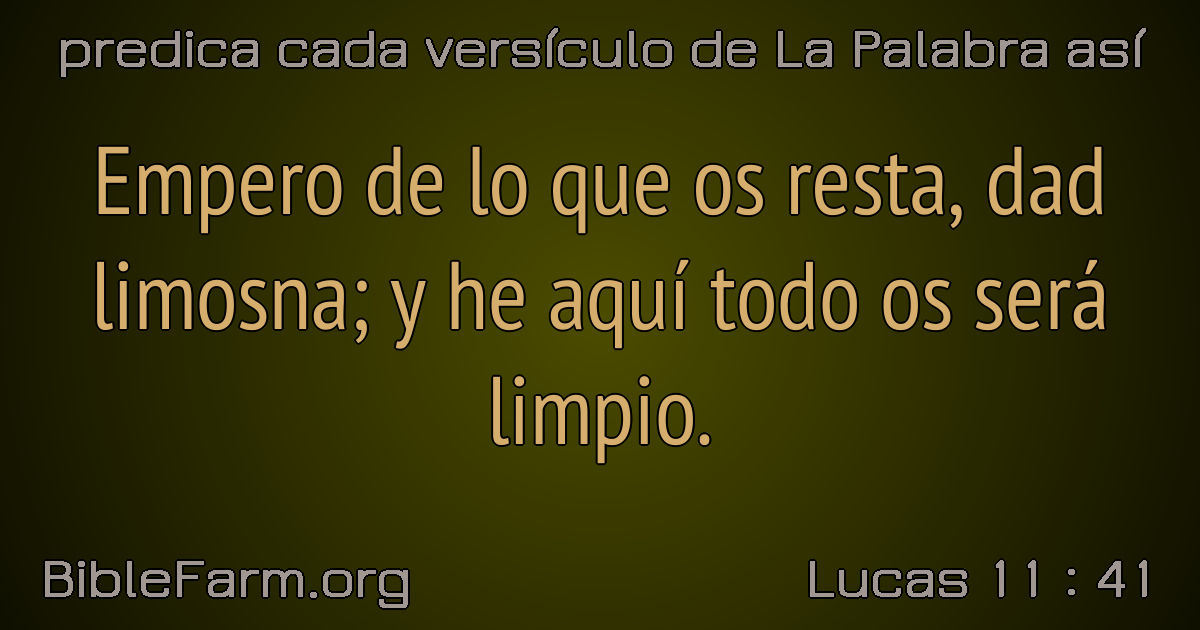 predica cada versículo de La Palabra así
Empero de lo que os resta, dad
limosna; y he aquí todo os será
limpio.
BibleFarm.org
Lucas 11 : 41